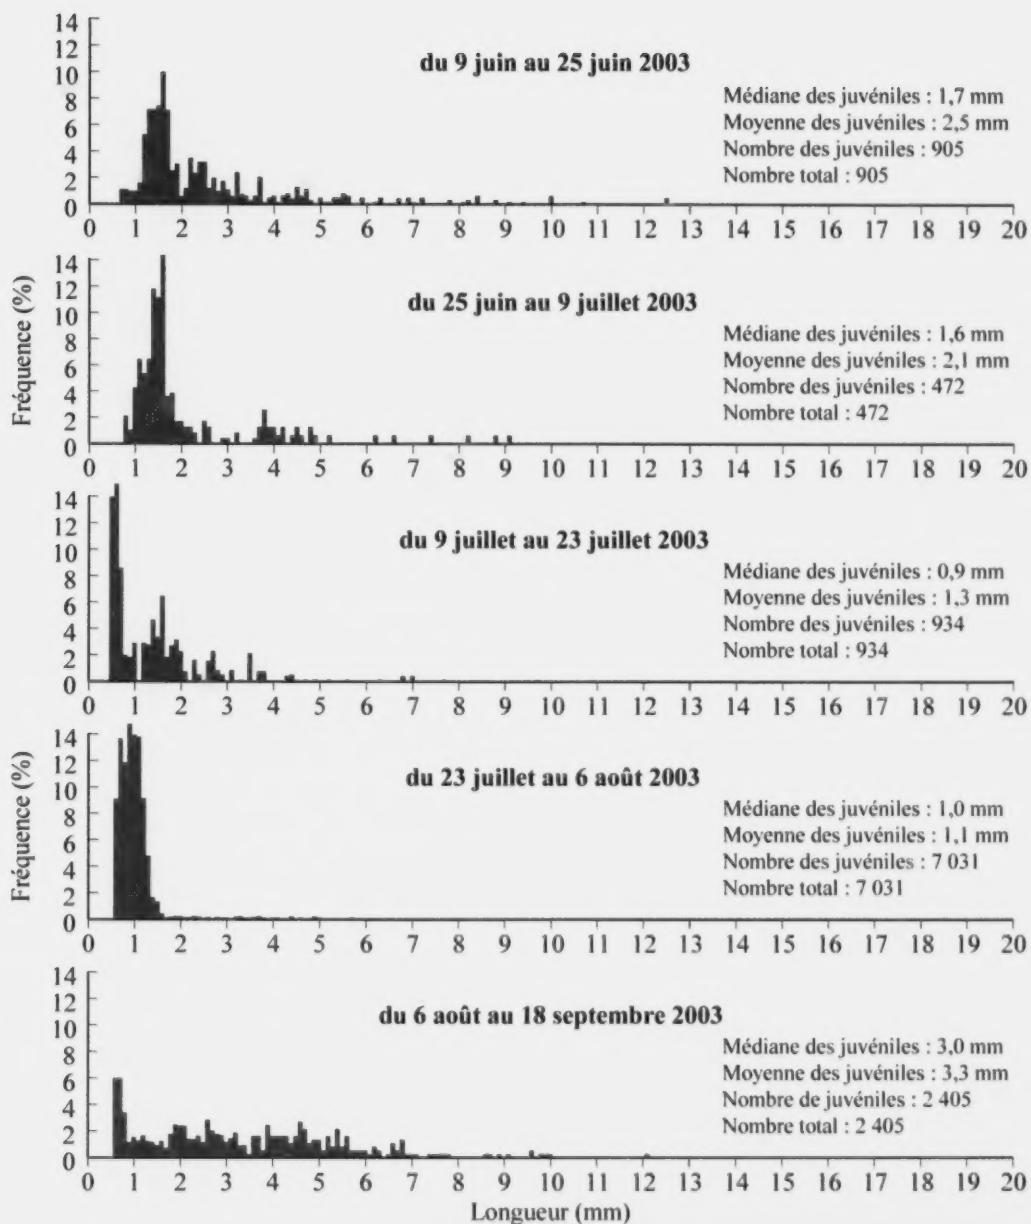 14
12
10
8
6
4
2
0
du 9 juin au 25 juin 2003
Médiane des juvéniles : 1,7 mm
Moyenne des juvéniles : 2,5 mm
Nombre des juvéniles : 905
Nombre total : 905
0 1 2 3 4 5 6 7 8 9 10 11 12 13 14 15 16 17 18 19 20
Fréquence (%)
14
12
10
8
6
4
2
0
du 25 juin au 9 juillet 2003
Médiane des juvéniles : 1,6 mm
Moyenne des juvéniles : 2,1 mm
Nombre des juvéniles : 472
Nombre total : 472
0 1 2 3 4 5 6 7 8 9 10 11 12 13 14 15 16 17 18 19 20
14
12
10
8
6
4
2
0
du 9 juillet au 23 juillet 2003
Médiane des juvéniles : 0,9 mm
Moyenne des juvéniles : 1,3 mm
Nombre des juvéniles : 934
Nombre total : 934
0 1 2 3 4 5 6 7 8 9 10 11 12 13 14 15 16 17 18 19 20
Fréquence (%)
14
12
10
8
6
4
2
0
du 23 juillet au 6 août 2003
Médiane des juvéniles : 1,0 mm
Moyenne des juvéniles : 1,1 mm
Nombre des juvéniles : 7 031
Nombre total : 7 031
0 1 2 3 4 5 6 7 8 9 10 11 12 13 14 15 16 17 18 19 20
14
12
10
8
6
4
2
0
du 6 août au 18 septembre 2003
Médiane des juvéniles : 3,0 mm
Moyenne des juvéniles : 3,3 mm
Nombre de juvéniles : 2 405
Nombre total : 2 405
0 1 2 3 4 5 6 7 8 9 10 11 12 13 14 15 16 17 18 19 20
Longueur (mm)